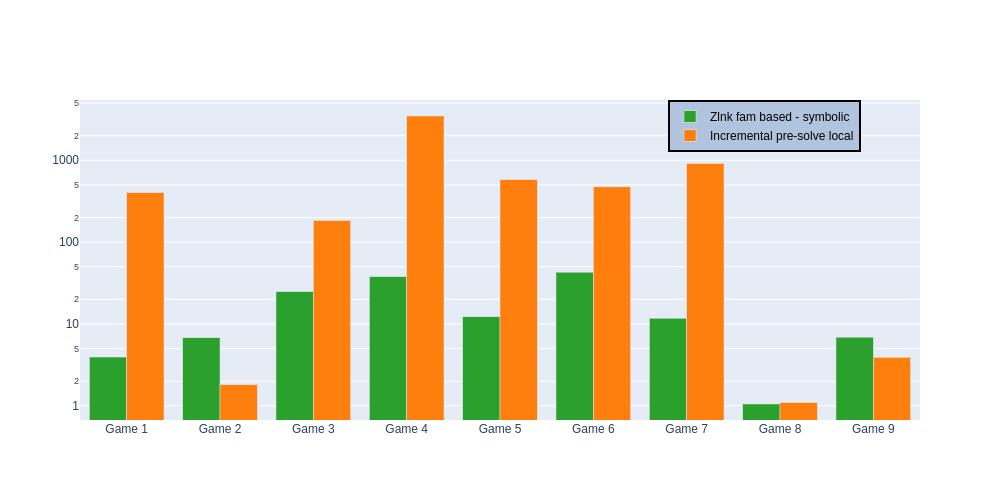 5
2
1000
5
2
100
5
2
10
5
2
1
Zlnk fam based - symbolic
Incremental pre-solve local
Game 1
Game 2
Game 3
Game 4
Game 5
Game 6
Game 7
Game 8
Game 9